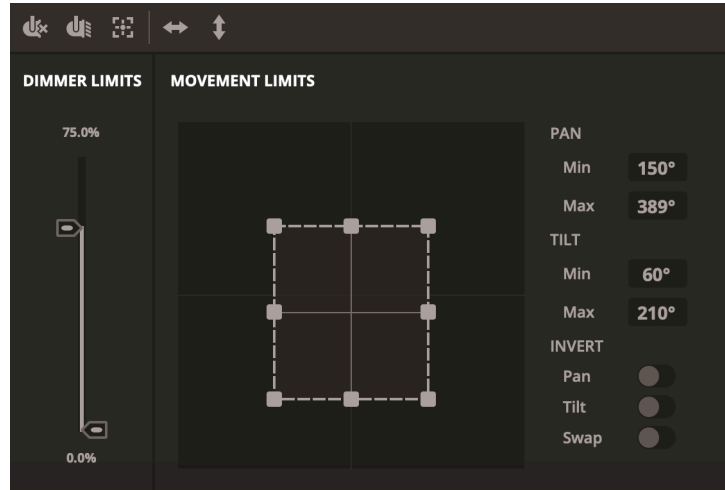 DIMMER LIMITS
75.0%
0.0%
MOVEMENT LIMITS
PAN
Min 150°
Max 389°
TILT
Min 60°
Max 210°
INVERT
Pan
Tilt
Swap